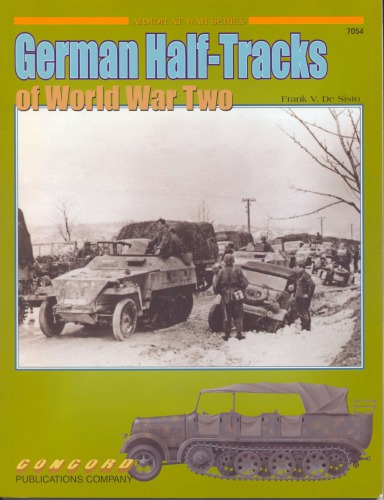 ARMOR AT WAR SERIES
7054
German Half-Tracks
of World War Two
Frank V. De Sisto
CONCORD
PUBLICATIONS COMPANY